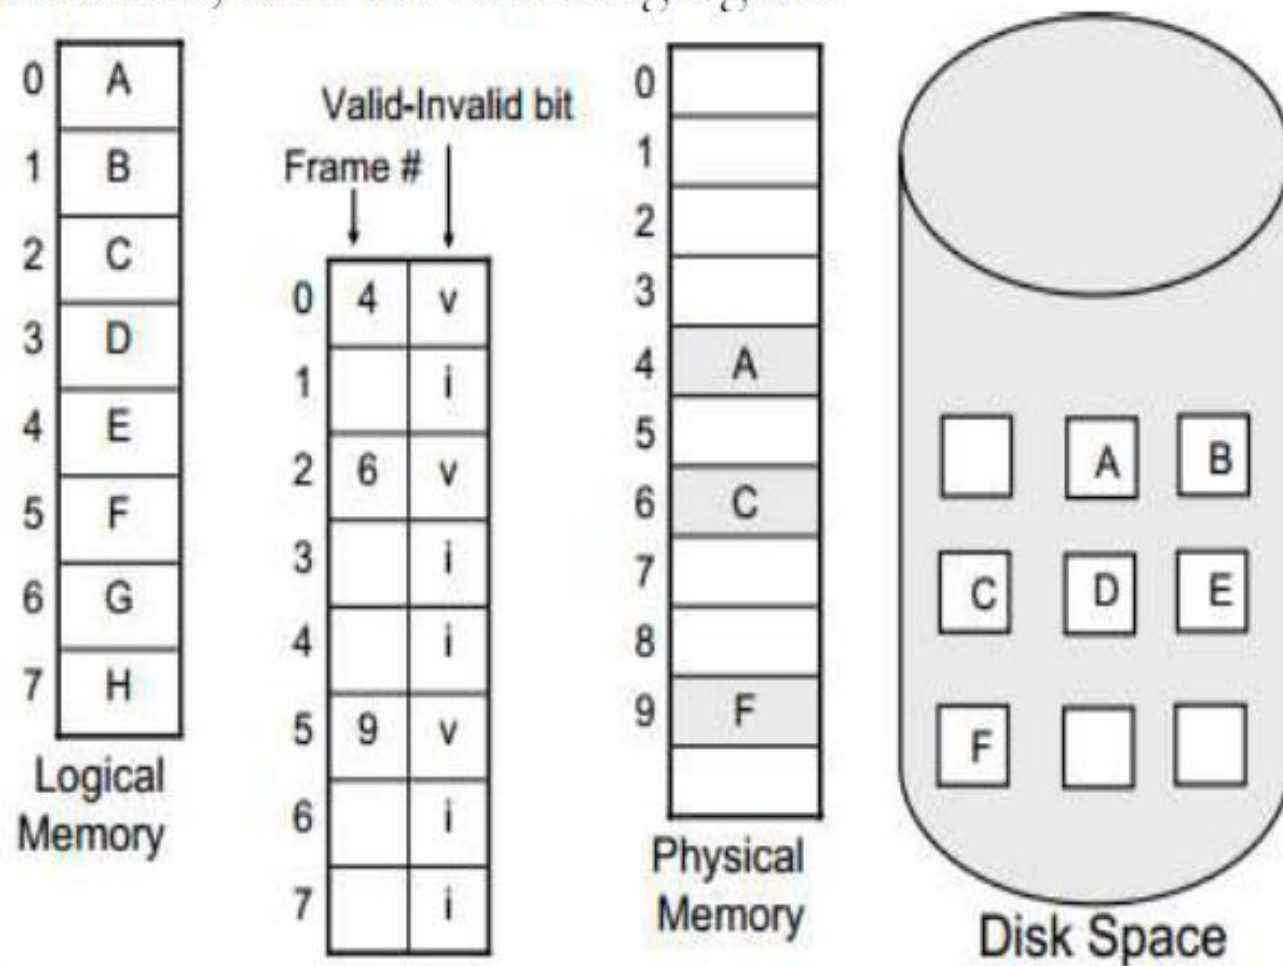 0 A
1 B
2 C
3 D
4 E
5 F
6 G
7 H
Logical
Memory
Valid-Invalid bit
Frame #
0 4 v
1 i
2 6 v
3 i
4 i
5 9 v
6 i
7 i
0
1
2
3
4 A
5
6 C
7
8
9 F
Physical
Memory
A B
C D E
F
Disk Space